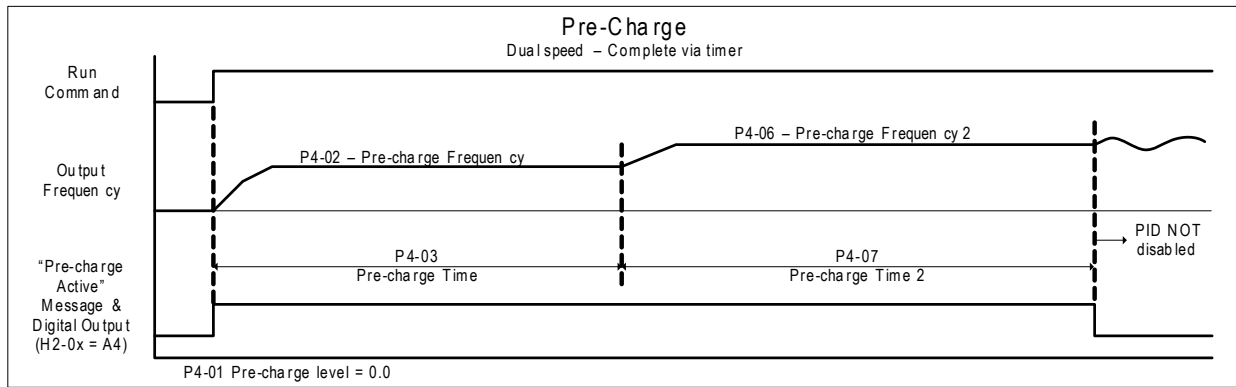 Pre-Charge
Dual speed – Complete via timer
Run
Command
P4-06 – Pre-charge Frequency 2
P4-02 – Pre-charge Frequency
Output
Frequency
PID NOT
disabled
P4-03
Pre-charge Time
P4-07
Pre-charge Time 2
“Pre-charge
Active”
Message &
Digital Output
(H2-0x = A4)
P4-01 Pre-charge level = 0.0